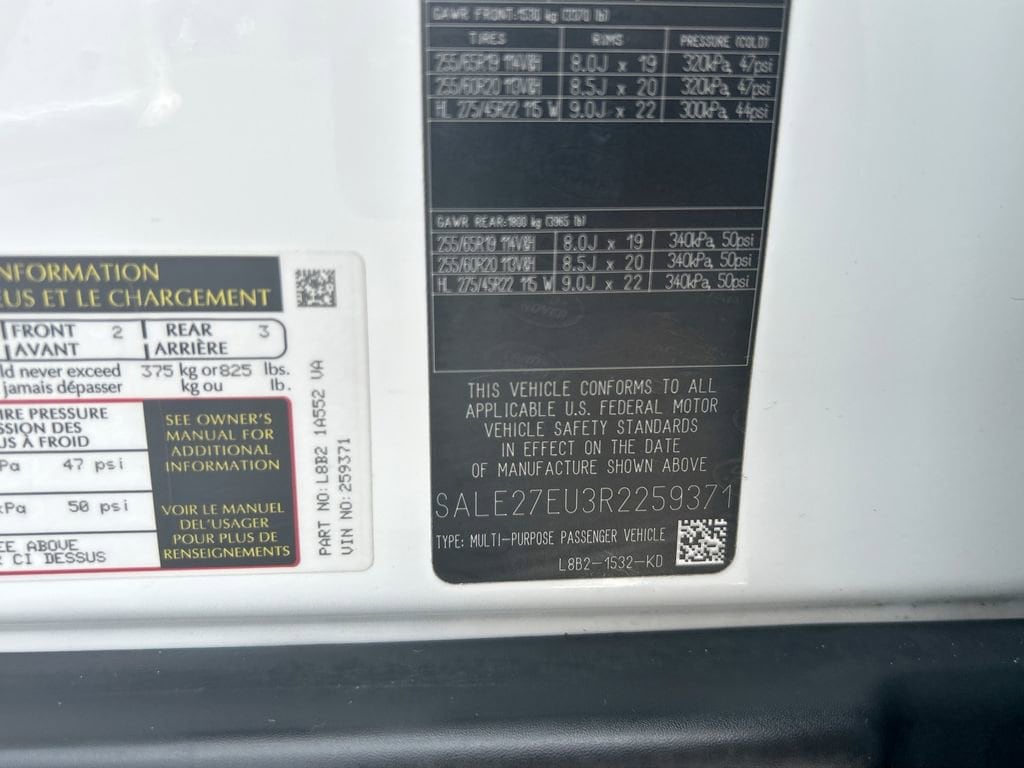 GAWR FRONT:1530 kg (3370 lb)
TIRES RIMS PRESSURE (COLD)
255/65R19 114V@H 8.0J x 19 320kPa, 47psi
255/60R20 113V@H 8.5J x 20 320kPa, 47psi
HL 275/45R22 115 W 9.0J x 22 300kPa, 44psi
GAWR REAR:1800 kg (3965 lb)
255/65R19 114V@H 8.0J x 19 340kPa, 50psi
255/60R20 113V@H 8.5J x 20 340kPa, 50psi
HL 275/45R22 115 W 9.0J x 22 340kPa, 50psi
THIS VEHICLE CONFORMS TO ALL
APPLICABLE U.S. FEDERAL MOTOR
VEHICLE SAFETY STANDARDS
IN EFFECT ON THE DATE
OF MANUFACTURE SHOWN ABOVE
SALE27EU3R2259371
TYPE: MULTI-PURPOSE PASSENGER VEHICLE
L8B2-1532-KD
NFORMATION
EUS ET LE CHARGEMENT
FRONT 2 REAR 3
AVANT ARRIÈRE
ld never exceed 375 kg or 825 lbs.
jamais dépasser kg ou lb.
IRE PRESSURE
SSION DES
US À FROID
Pa 47 psi
kPa 50 psi
EE ABOVE
R CI DESSUS
SEE OWNER'S
MANUAL FOR
ADDITIONAL
INFORMATION
VOIR LE MANUEL
DEL'USAGER
POUR PLUS DE
RENSEIGNEMENTS
PART NO: L8B2 1A552 VA
VIN NO: 259371